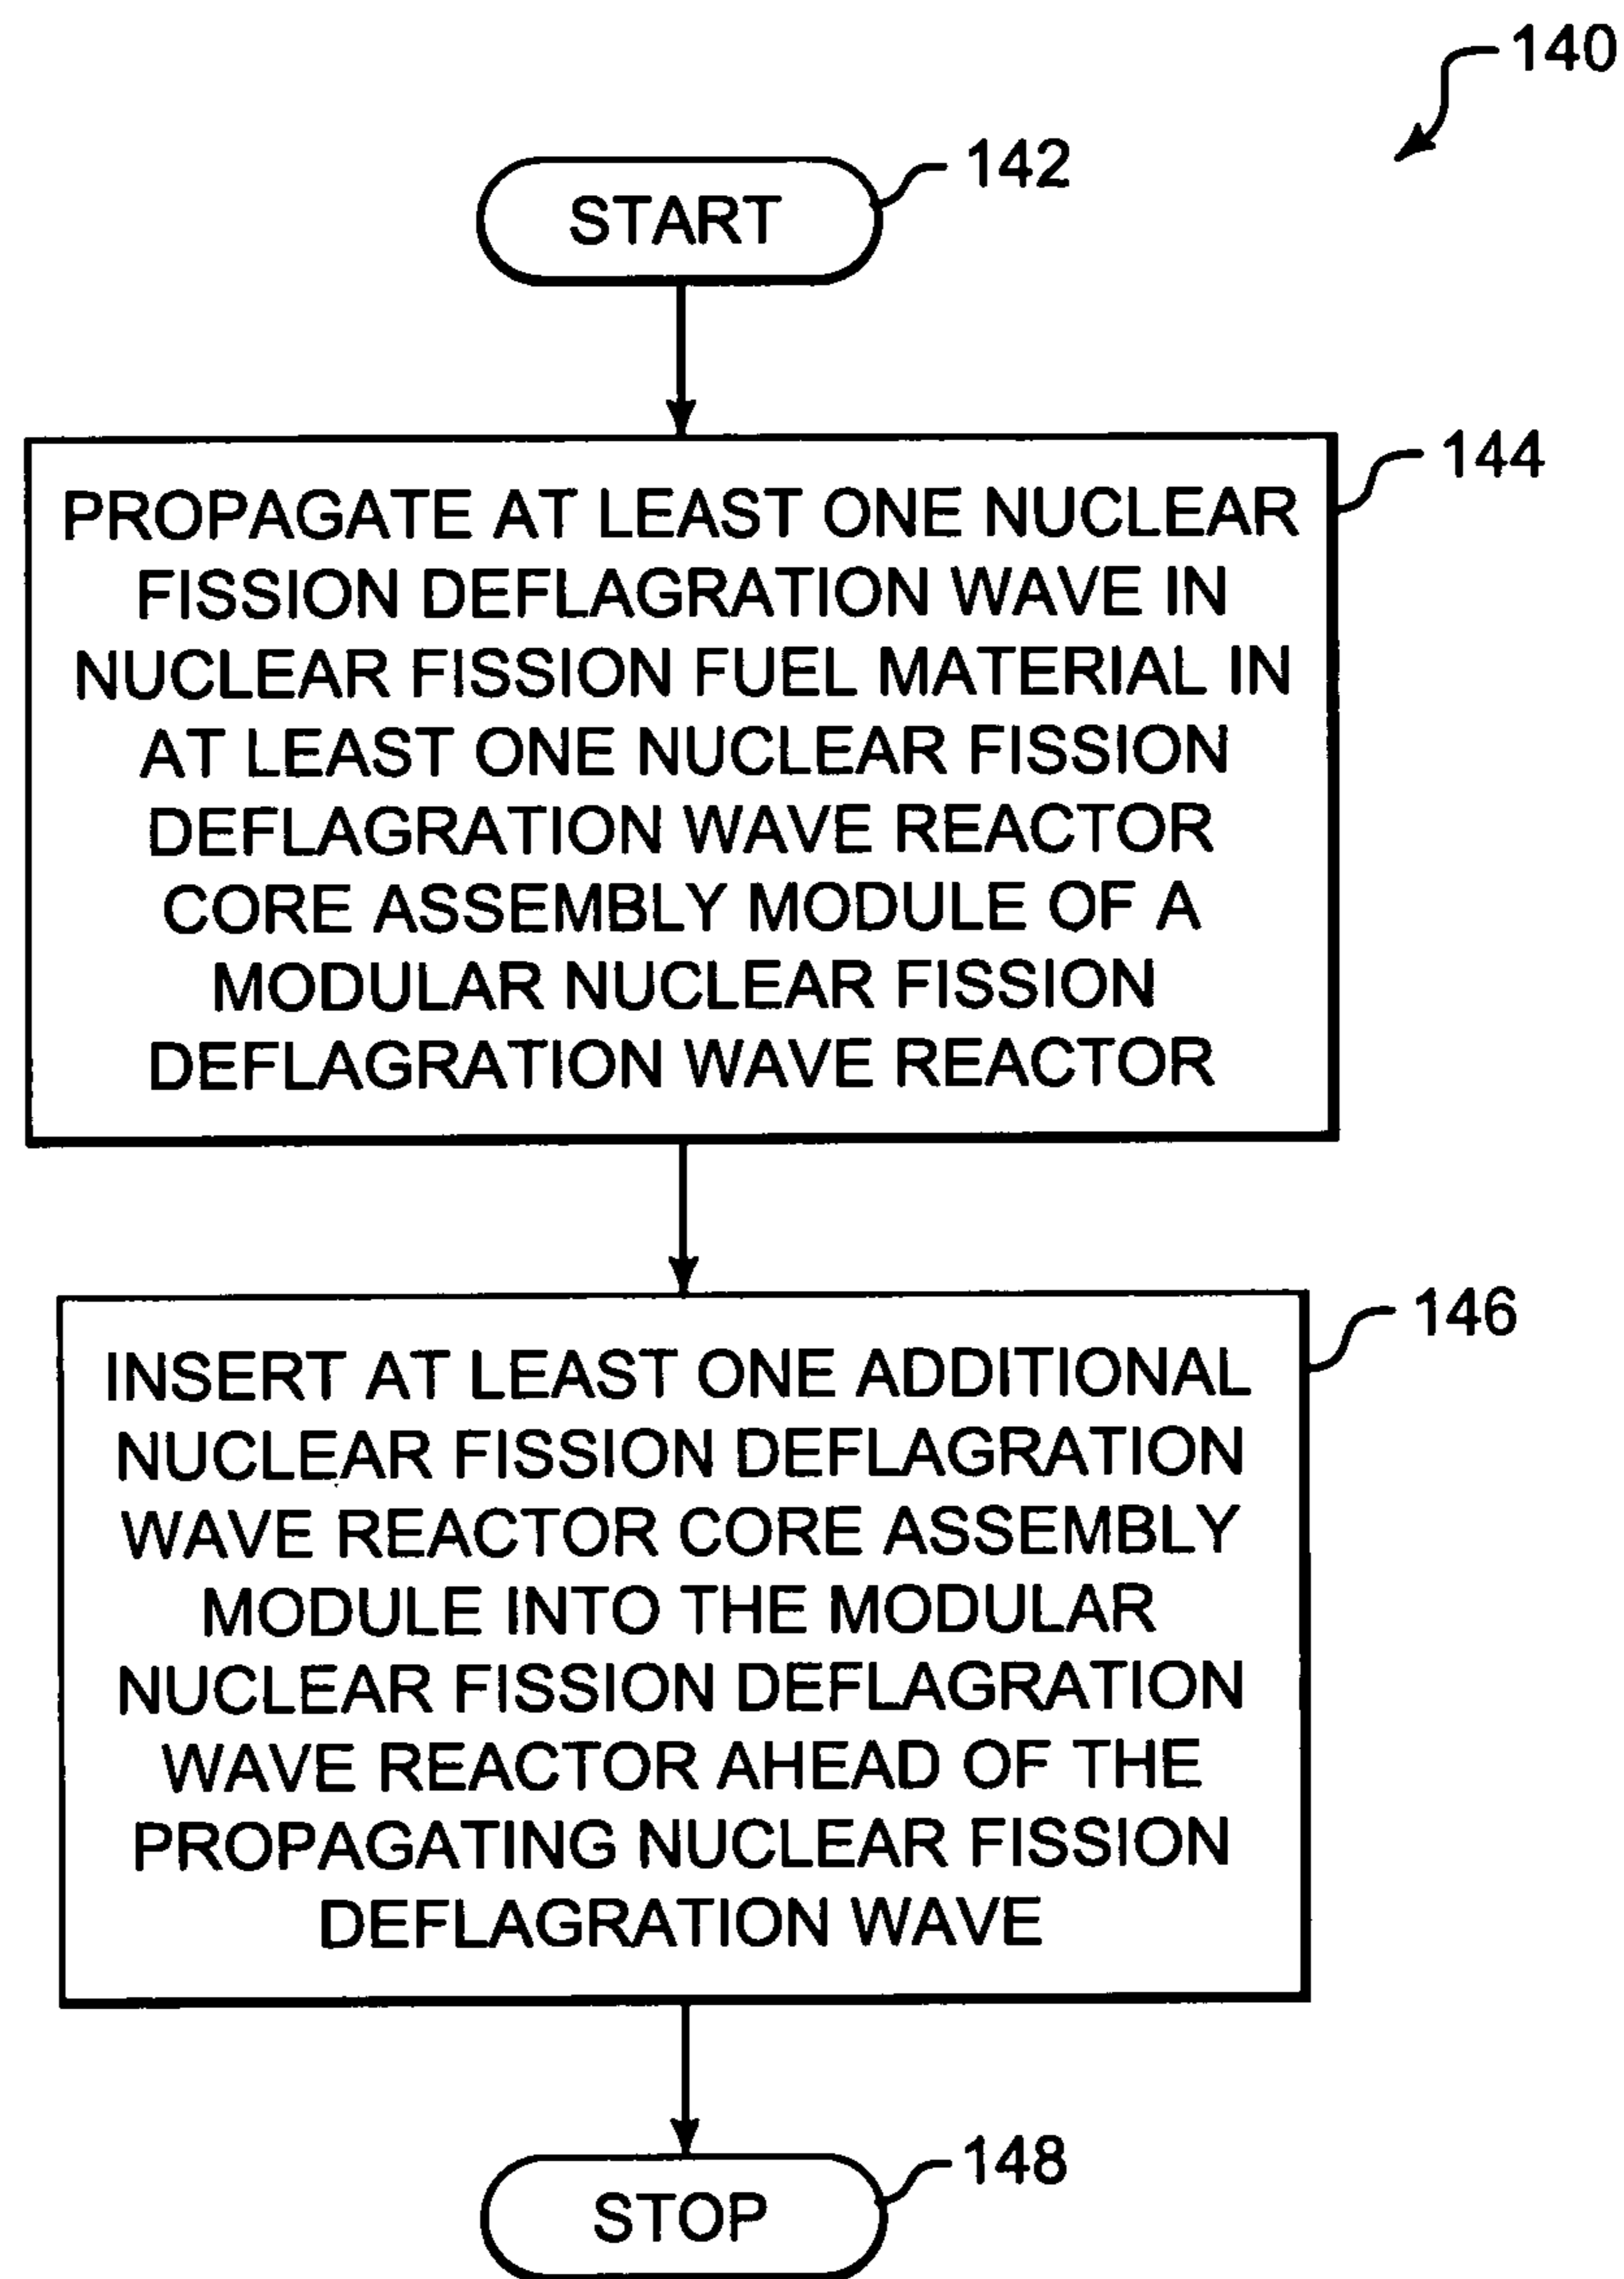 140
142
START
144
PROPAGATE AT LEAST ONE NUCLEAR
FISSION DEFLAGRATION WAVE IN
NUCLEAR FISSION FUEL MATERIAL IN
AT LEAST ONE NUCLEAR FISSION
DEFLAGRATION WAVE REACTOR
CORE ASSEMBLY MODULE OF A
MODULAR NUCLEAR FISSION
DEFLAGRATION WAVE REACTOR
146
INSERT AT LEAST ONE ADDITIONAL
NUCLEAR FISSION DEFLAGRATION
WAVE REACTOR CORE ASSEMBLY
MODULE INTO THE MODULAR
NUCLEAR FISSION DEFLAGRATION
WAVE REACTOR AHEAD OF THE
PROPAGATING NUCLEAR FISSION
DEFLAGRATION WAVE
148
STOP